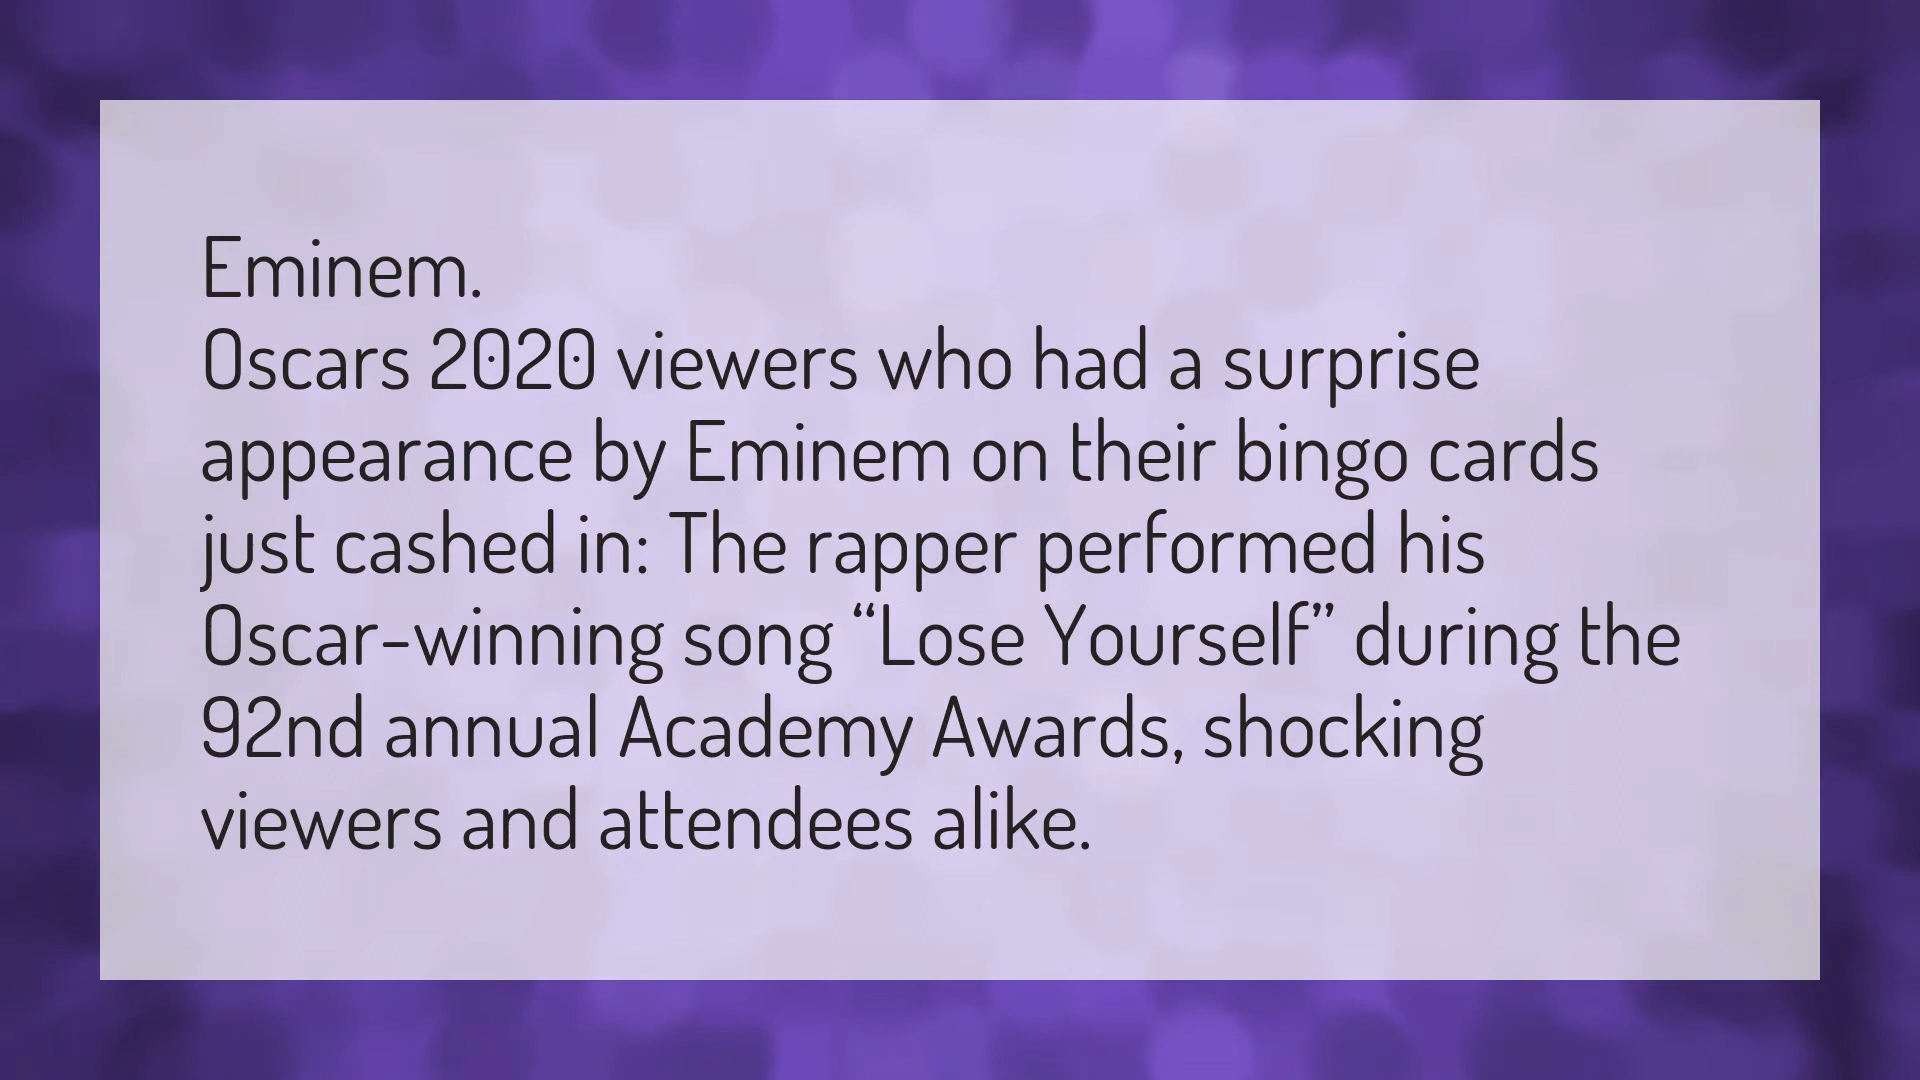 Eminem.
Oscars 2020 viewers who had a surprise
appearance by Eminem on their bingo cards
just cashed in: The rapper performed his
Oscar-winning song “Lose Yourself” during the
92nd annual Academy Awards, shocking
viewers and attendees alike.